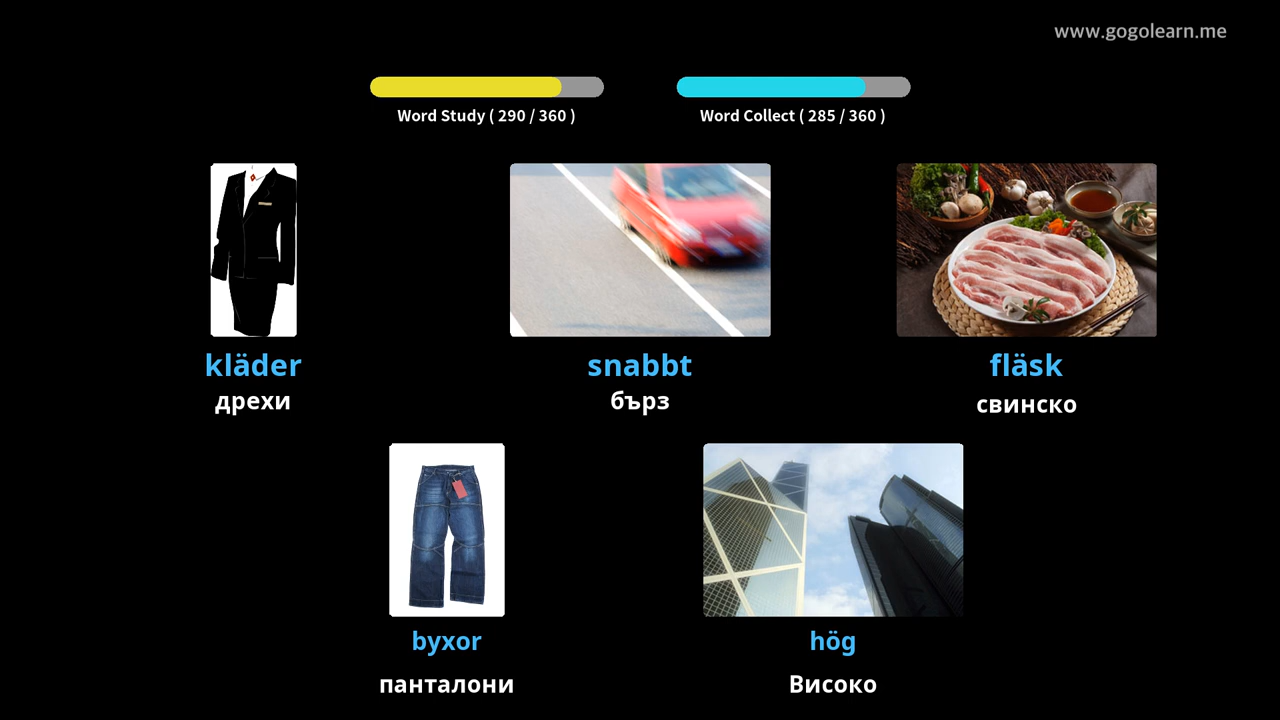 www.gogolearn.me
Word Study ( 290 / 360 )
Word Collect ( 285 / 360 )
kläder
snabbt
fläsk
дрехи
бърз
свинско
byxor
hög
панталони
Високо